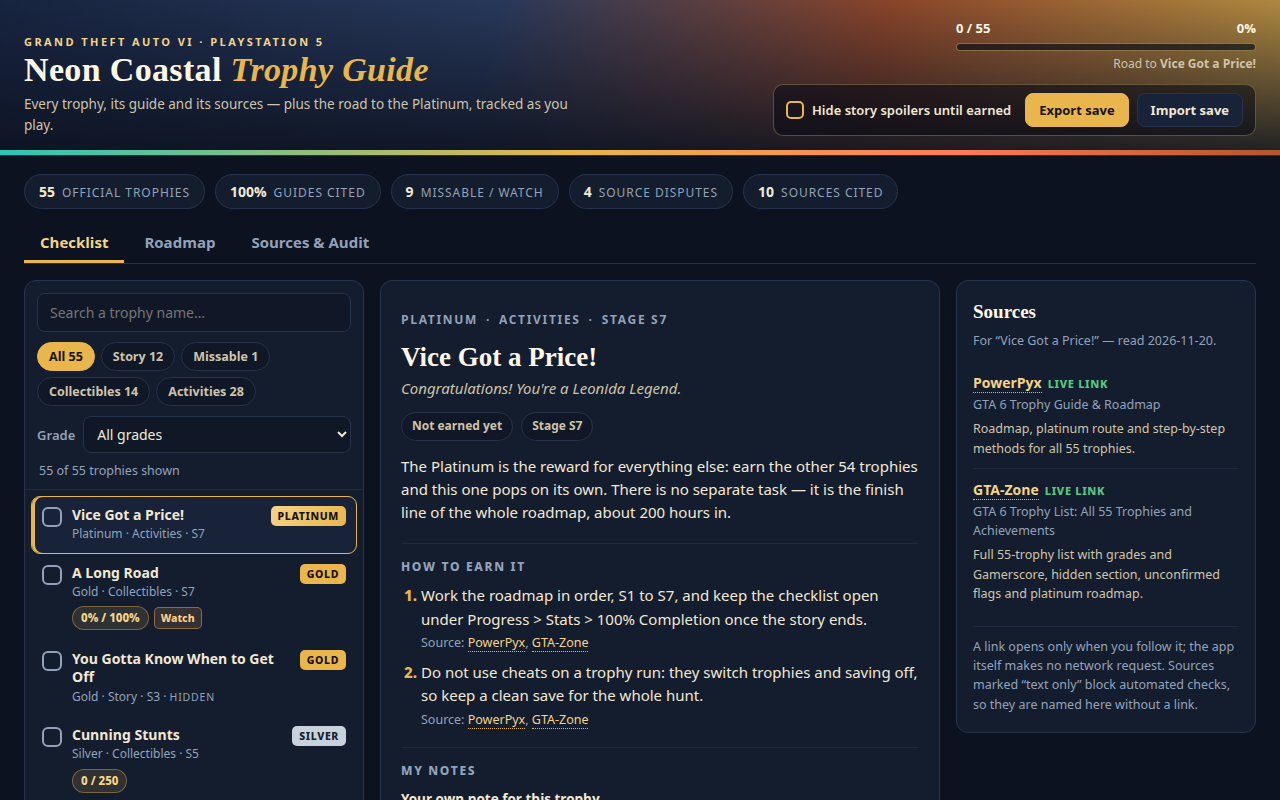 GRAND THEFT AUTO VI · PLAYSTATION 5
Neon Coastal Trophy Guide
Every trophy, its guide and its sources — plus the road to the Platinum, tracked as you
play.
0 / 55
0%
Road to Vice Got a Price!
Hide story spoilers until earned
Export save
Import save
55 OFFICIAL TROPHIES
100% GUIDES CITED
9 MISSABLE / WATCH
4 SOURCE DISPUTES
10 SOURCES CITED
Checklist
Roadmap
Sources & Audit
Search a trophy name...
All 55
Story 12
Missable 1
Collectibles 14
Activities 28
Grade
All grades
55 of 55 trophies shown
Vice Got a Price!
PLATINUM
Platinum · Activities · S7
A Long Road
GOLD
Gold · Collectibles · S7
0% / 100%
Watch
You Gotta Know When to Get
Off
GOLD
Gold · Story · S3 · HIDDEN
Cunning Stunts
SILVER
Silver · Collectibles · S5
0 / 250
PLATINUM · ACTIVITIES · STAGE S7
Vice Got a Price!
Congratulations! You're a Leonida Legend.
Not earned yet
Stage S7
The Platinum is the reward for everything else: earn the other 54 trophies
and this one pops on its own. There is no separate task — it is the finish
line of the whole roadmap, about 200 hours in.
HOW TO EARN IT
1. Work the roadmap in order, S1 to S7, and keep the checklist open
under Progress > Stats > 100% Completion once the story ends.
Source: PowerPyx, GTA-Zone
2. Do not use cheats on a trophy run: they switch trophies and saving off,
so keep a clean save for the whole hunt.
Source: PowerPyx, GTA-Zone
MY NOTES
Your own note for this trophy
Sources
For “Vice Got a Price!” — read 2026-11-20.
PowerPyx LIVE LINK
GTA 6 Trophy Guide & Roadmap
Roadmap, platinum route and step-by-step
methods for all 55 trophies.
GTA-Zone LIVE LINK
GTA 6 Trophy List: All 55 Trophies and
Achievements
Full 55-trophy list with grades and
Gamerscore, hidden section, unconfirmed
flags and platinum roadmap.
A link opens only when you follow it; the app
itself makes no network request. Sources
marked “text only” block automated checks,
so they are named here without a link.